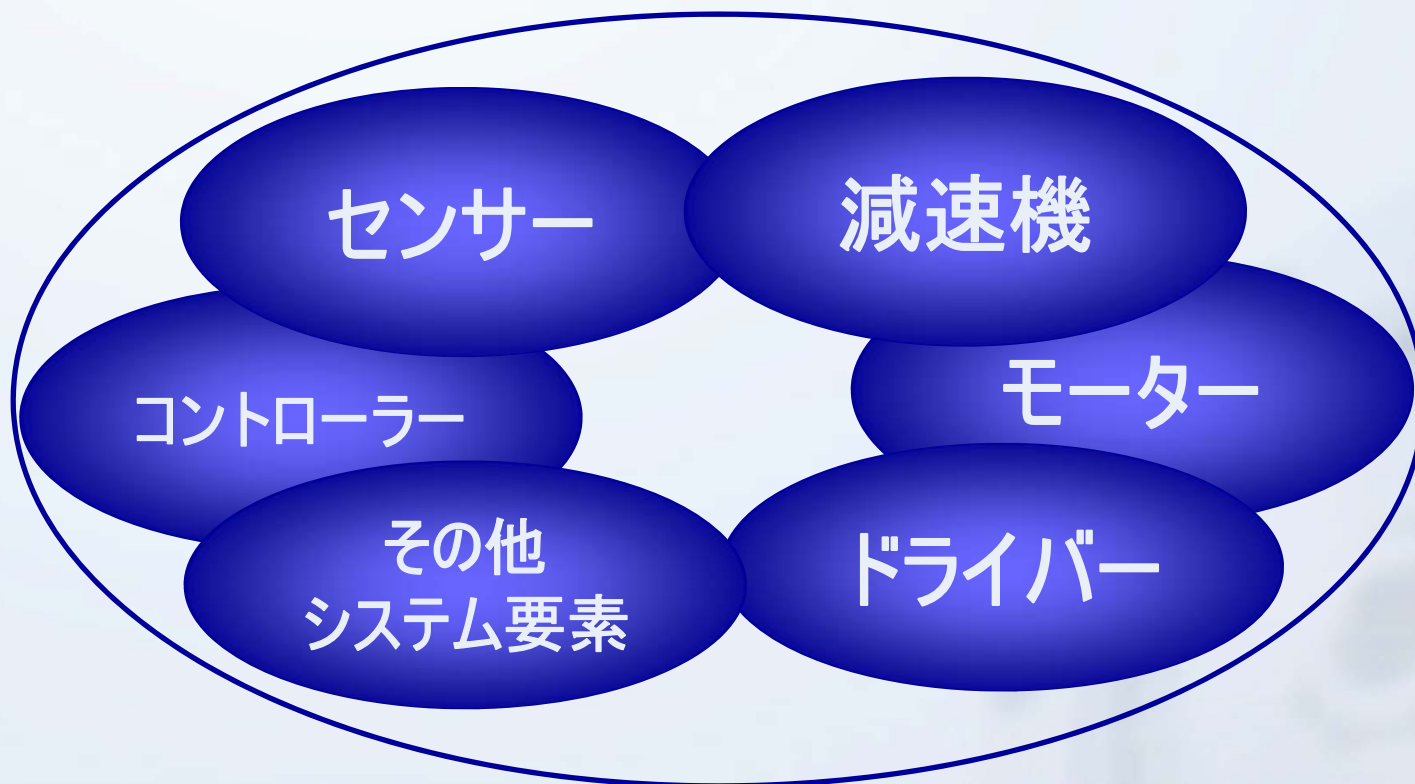 センサー
減速機
コントローラー
モーター
その他
システム要素
ドライバー